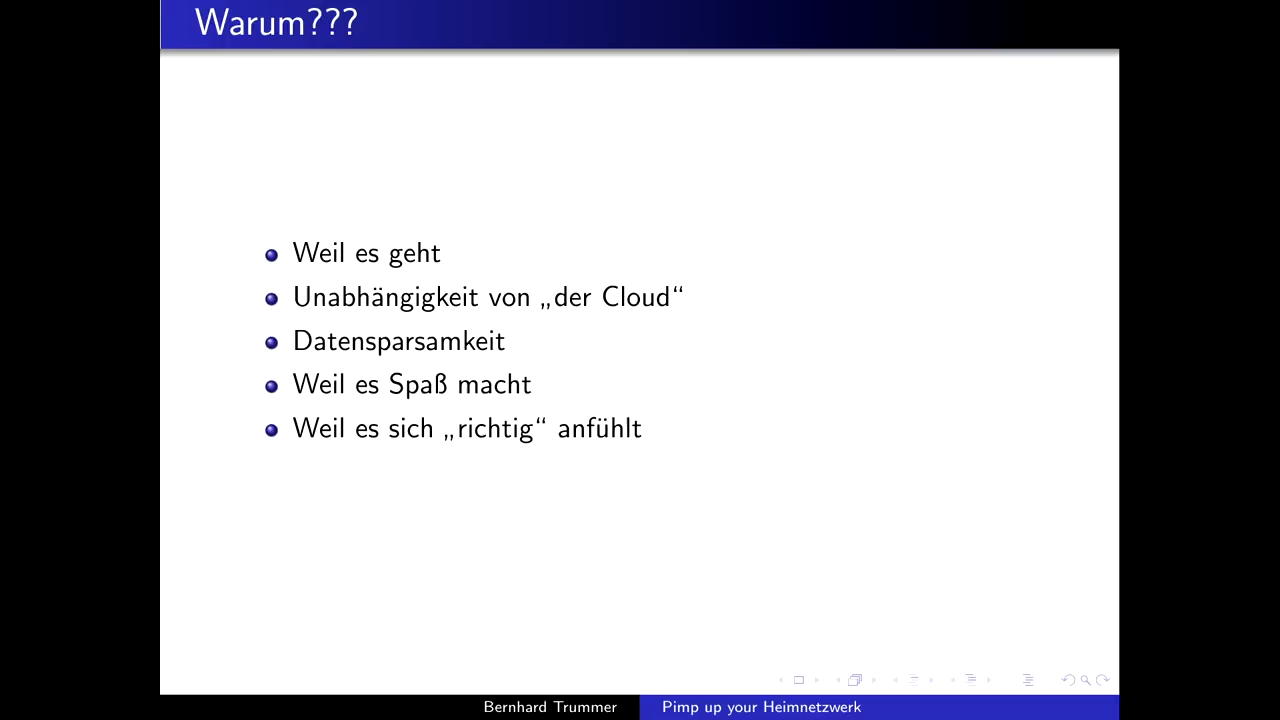 Warum???
Weil es geht
Unabhängigkeit von „der Cloud“
Datensparsamkeit
Weil es Spaß macht
Weil es sich „richtig“ anfühlt
Bernhard Trummer
Pimp up your Heimnetzwerk